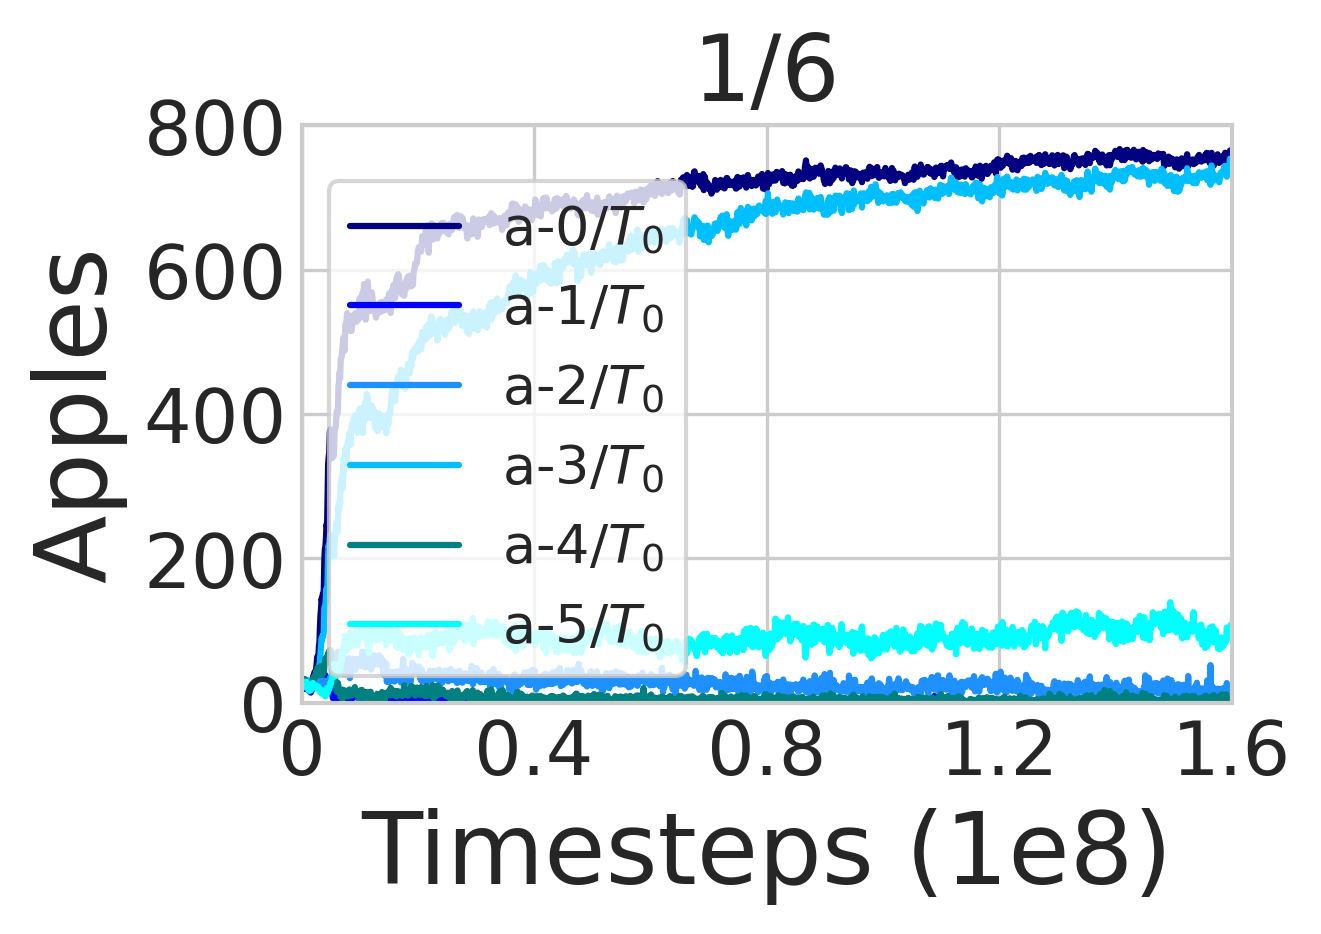 1/6
800
600
400
200
0
Apples
a-0/T₀
a-1/T₀
a-2/T₀
a-3/T₀
a-4/T₀
a-5/T₀
0 0.4 0.8 1.2 1.6
Timesteps (1e8)